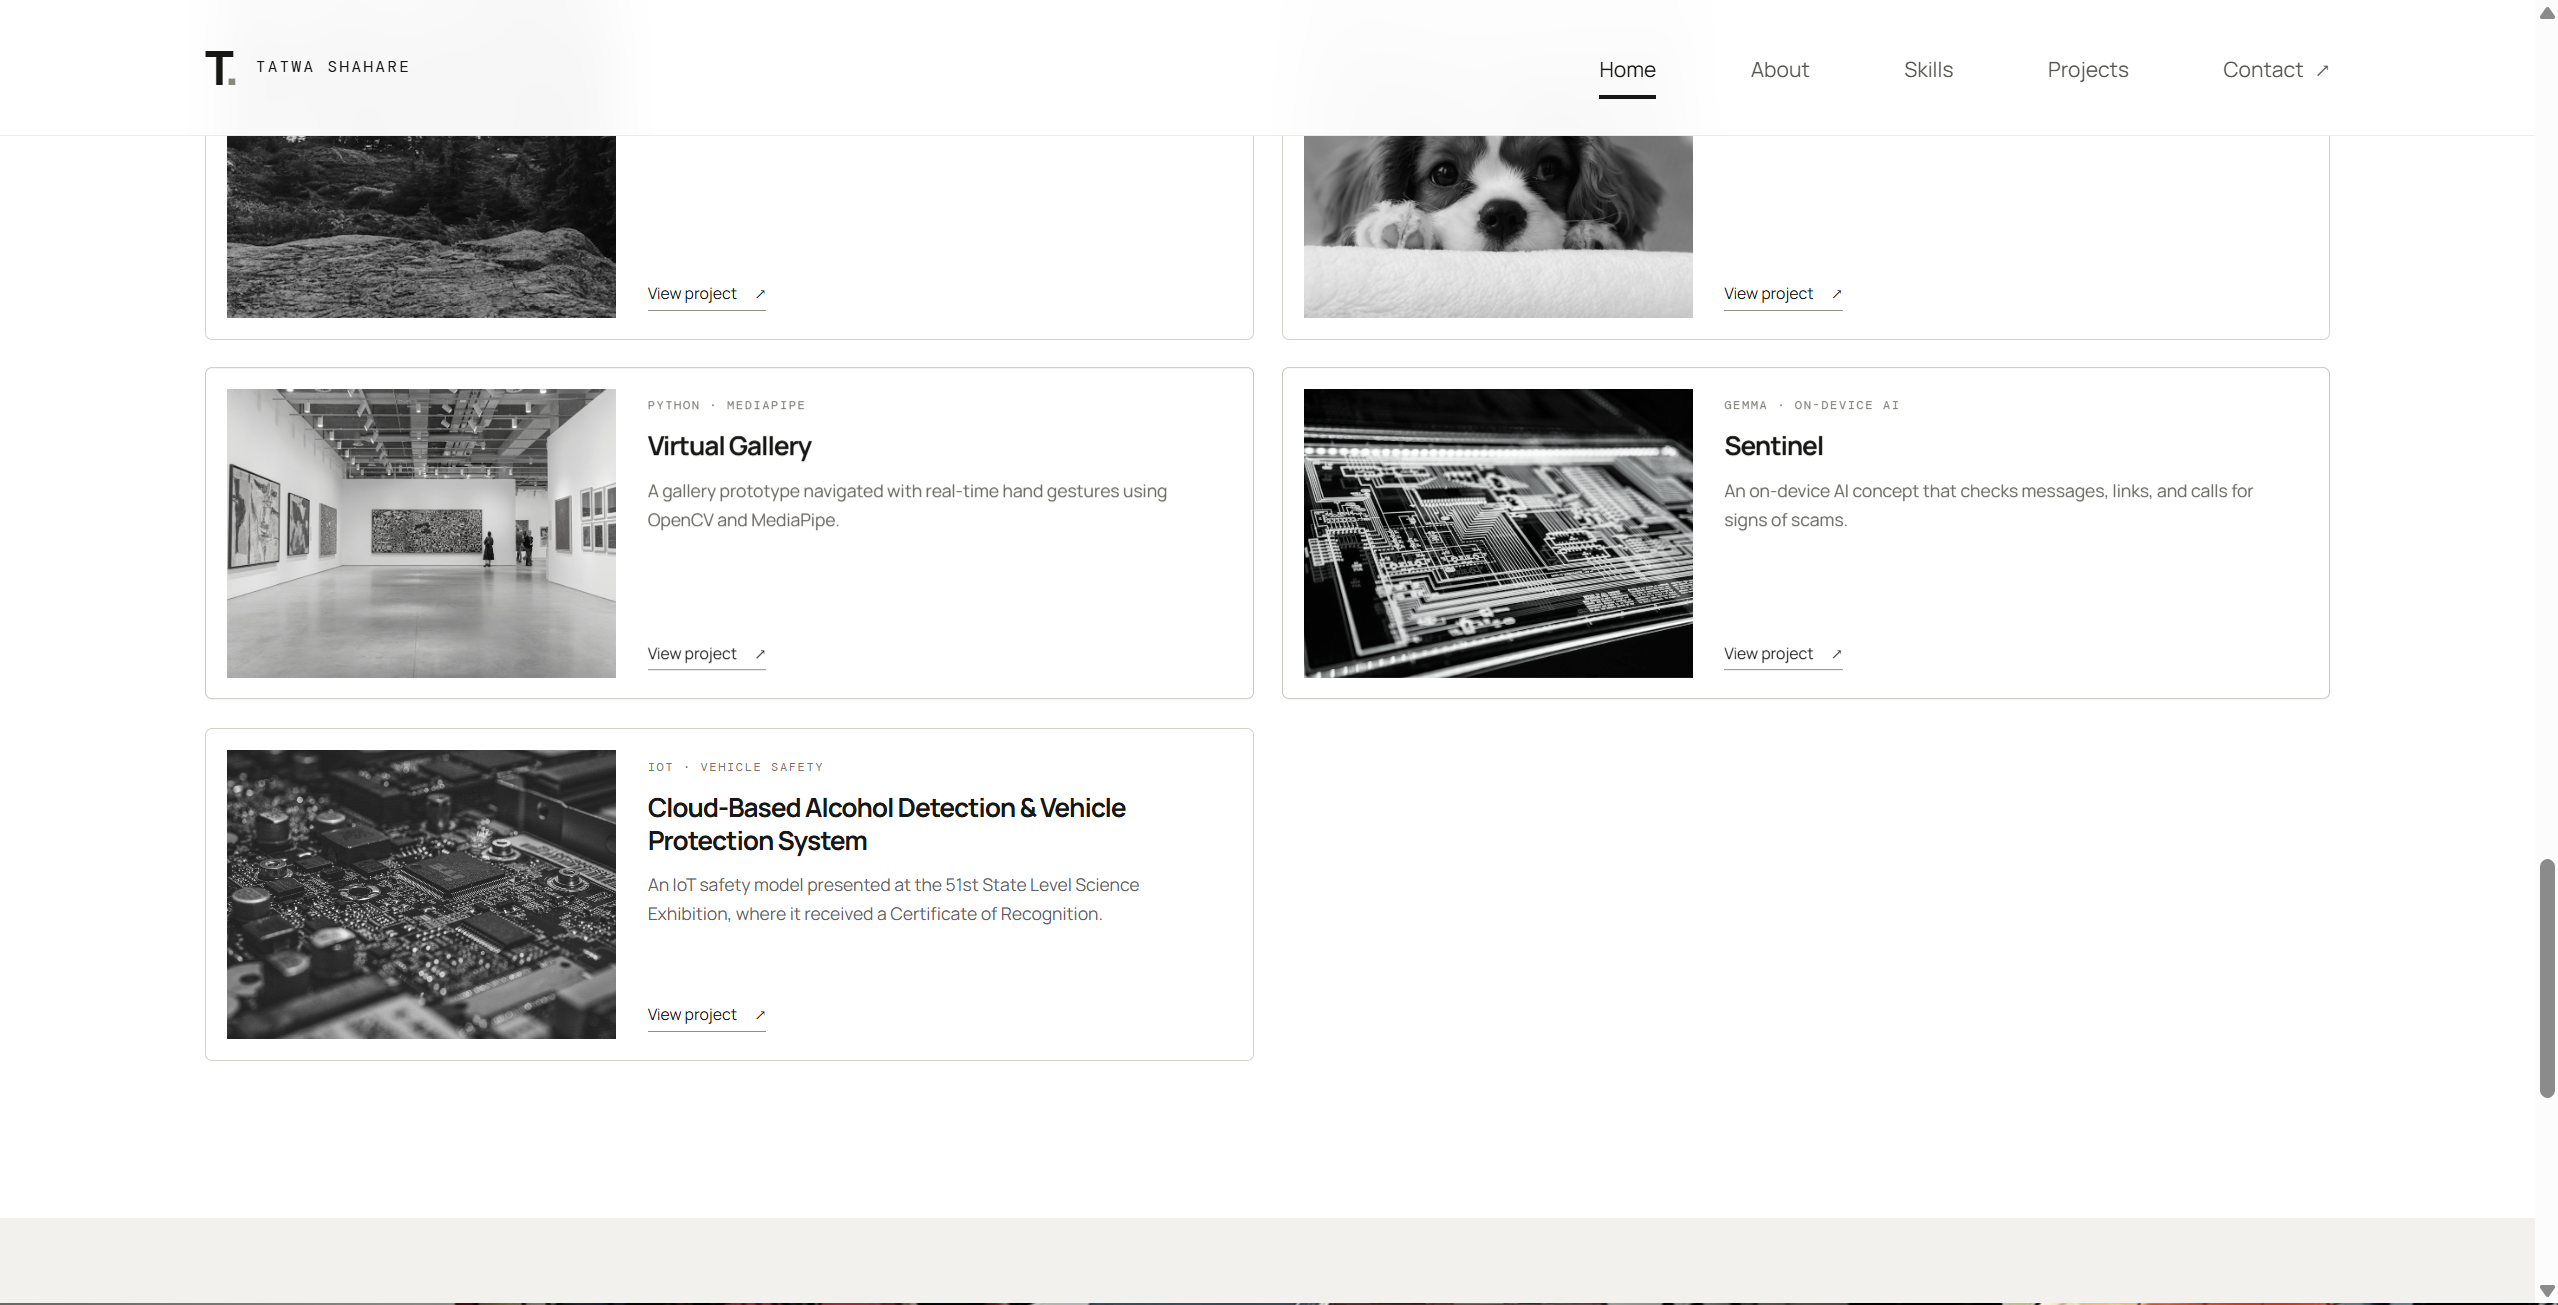 T. TATWA SHAHARE
Home About Skills Projects Contact ↗
View project ↗
View project ↗
PYTHON · MEDIAPIPE
Virtual Gallery
A gallery prototype navigated with real-time hand gestures using
OpenCV and MediaPipe.
View project ↗
GEMMA · ON-DEVICE AI
Sentinel
An on-device AI concept that checks messages, links, and calls for
signs of scams.
View project ↗
IOT · VEHICLE SAFETY
Cloud-Based Alcohol Detection & Vehicle
Protection System
An IoT safety model presented at the 51st State Level Science
Exhibition, where it received a Certificate of Recognition.
View project ↗